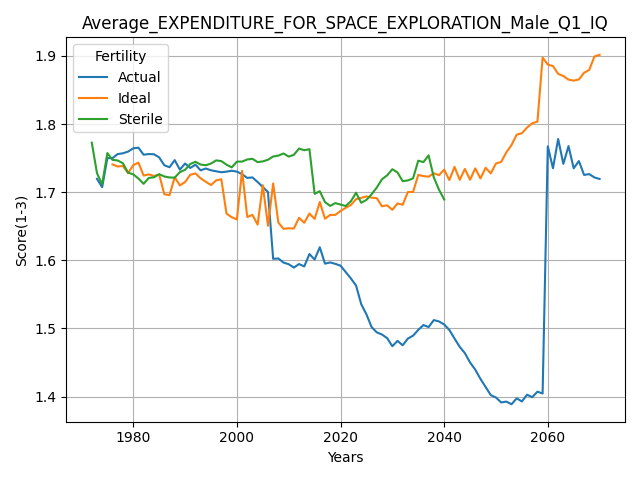 Average_EXPENDITURE_FOR_SPACE_EXPLORATION_Male_Q1_IQ
Fertility
Actual
Ideal
Sterile
Score(1-3)
1.9
1.8
1.7
1.6
1.5
1.4
1980 2000 2020 2040 2060
Years